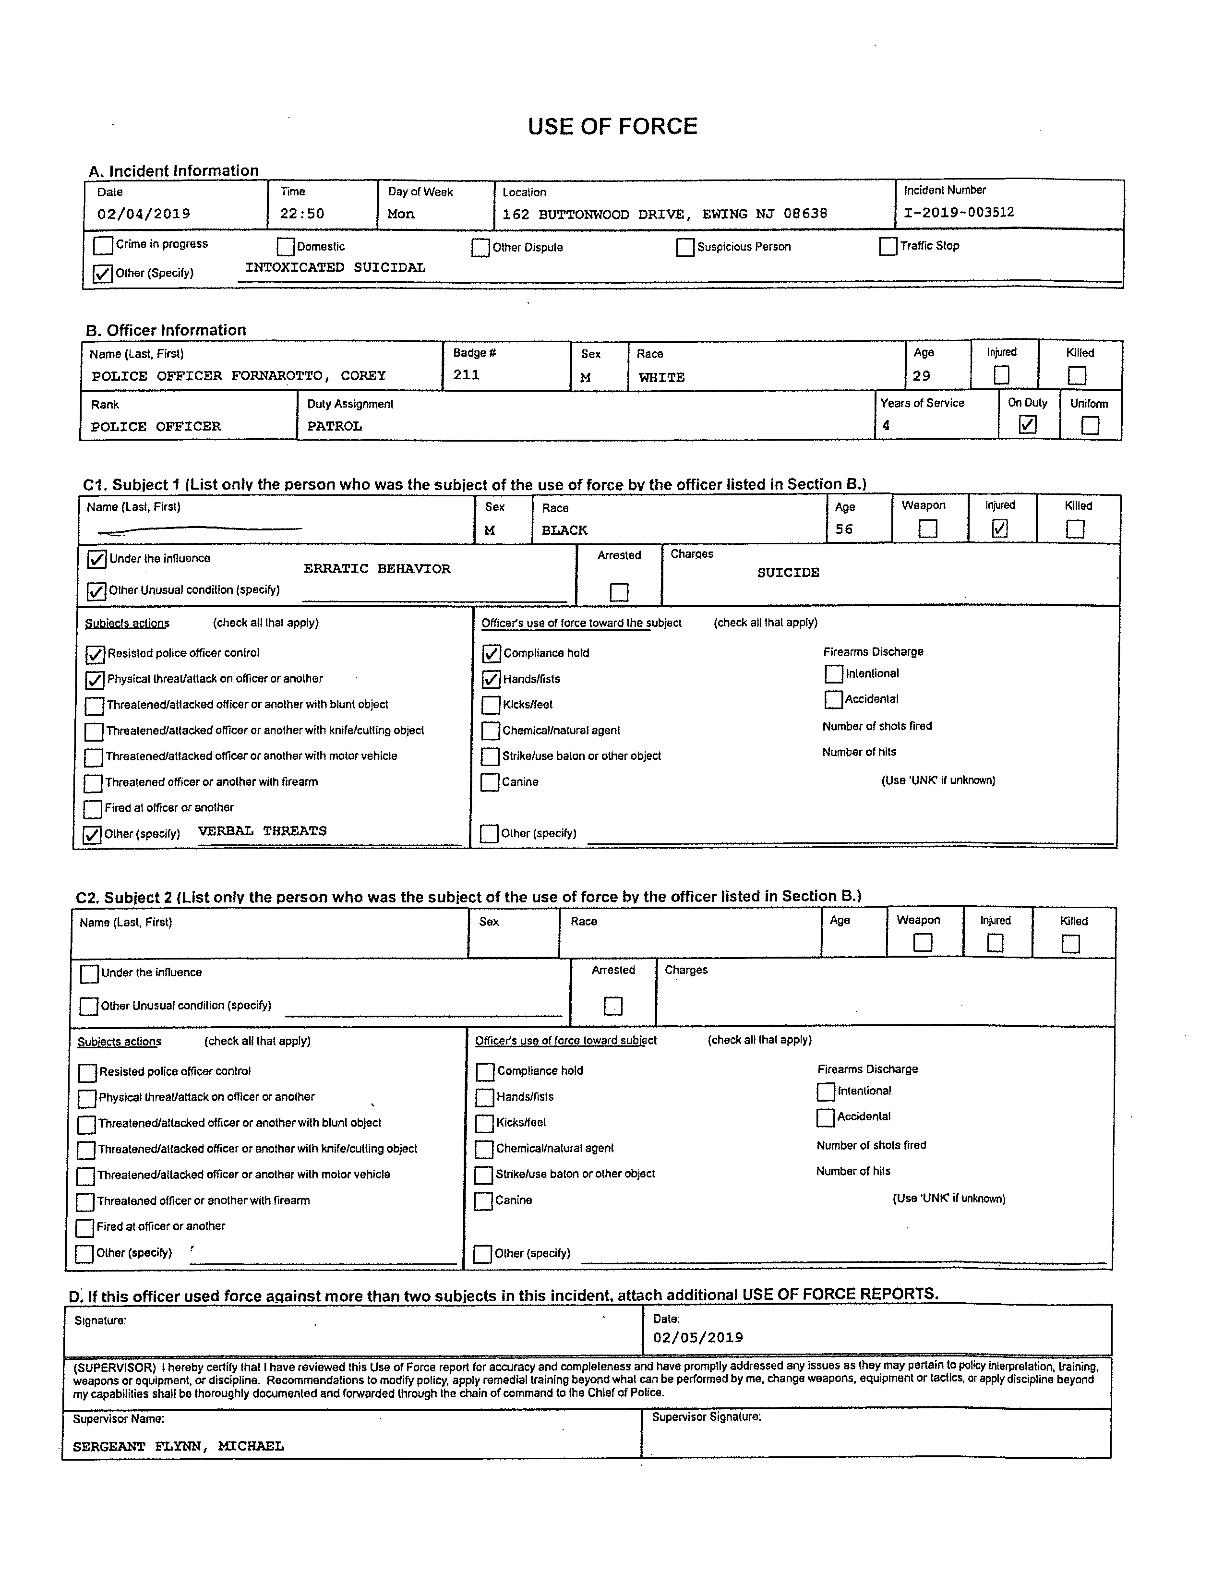 USE OF FORCE
A. Incident Information
Date Time Day of Week Location Incident Number
02/04/2019 22:50 Mon 162 BUTTONWOOD DRIVE, EWING NJ 08638 I-2019-003512
Crime in progress Domestic Other Dispute Suspicious Person Traffic Stop
Other (Specify) INTOXICATED SUICIDAL
B. Officer Information
Name (Last, First) Badge # Sex Race Age Injured Killed
POLICE OFFICER FORNAROTTO, COREY 211 M WHITE 29
Rank Duty Assignment Years of Service On Duty Uniform
POLICE OFFICER PATROL 4
C1. Subject 1 (List only the person who was the subject of the use of force by the officer listed in Section B.)
Name (Last, First) Sex Race Age Weapon Injured Killed
M BLACK 56
Under the influence Arrested Charges
ERRATIC BEHAVIOR SUICIDE
Other Unusual condition (specify)
Subjects actions (check all that apply) Officer's use of force toward the subject (check all that apply)
Resisted police officer control Compliance hold Firearms Discharge
Physical threat/attack on officer or another Hands/fists Intentional
Threatened/attacked officer or another with blunt object Kicks/feet Accidental
Threatened/attacked officer or another with knife/cutting object Chemical/natural agent Number of shots fired
Threatened/attacked officer or another with motor vehicle Strike/use baton or other object Number of hits
Threatened officer or another with firearm Canine (Use 'UNK' if unknown)
Fired at officer or another
Other (specify) VERBAL THREATS Other (specify)
C2. Subject 2 (List only the person who was the subject of the use of force by the officer listed in Section B.)
Name (Last, First) Sex Race Age Weapon Injured Killed
Under the influence Arrested Charges
Other Unusual condition (specify)
Subjects actions (check all that apply) Officer's use of force toward subject (check all that apply)
Resisted police officer control Compliance hold Firearms Discharge
Physical threat/attack on officer or another Hands/fists Intentional
Threatened/attacked officer or another with blunt object Kicks/feet Accidental
Threatened/attacked officer or another with knife/cutting object Chemical/natural agent Number of shots fired
Threatened/attacked officer or another with motor vehicle Strike/use baton or other object Number of hits
Threatened officer or another with firearm Canine (Use 'UNK' if unknown)
Fired at officer or another
Other (specify) Other (specify)
D. If this officer used force against more than two subjects in this incident, attach additional USE OF FORCE REPORTS.
Signature: Date:
02/05/2019
(SUPERVISOR) I hereby certify that I have reviewed this Use of Force report for accuracy and completeness and have promptly addressed any issues as they may pertain to policy interpretation, training,
weapons or equipment, or discipline. Recommendations to modify policy, apply remedial training beyond what can be performed by me, change weapons, equipment or tactics, or apply discipline beyond
my capabilities shall be thoroughly documented and forwarded through the chain of command to the Chief of Police.
Supervisor Name: Supervisor Signature:
SERGEANT FLYNN, MICHAEL